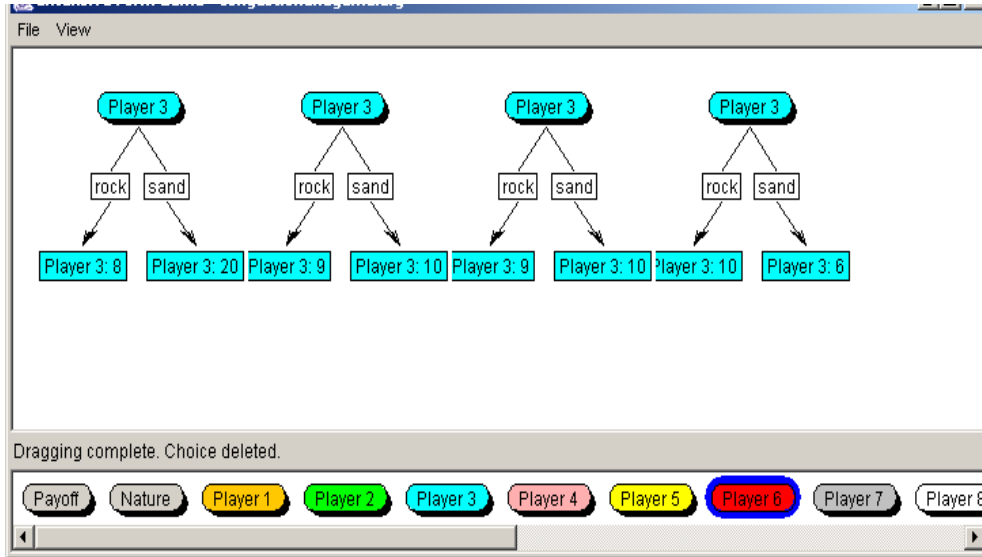 File View
Player 3 Player 3 Player 3 Player 3
rock sand rock sand rock sand rock sand
Player 3: 8 Player 3: 20 Player 3: 9 Player 3: 10 Player 3: 9 Player 3: 10 Player 3: 10 Player 3: 6
Dragging complete. Choice deleted.
Payoff Nature Player 1 Player 2 Player 3 Player 4 Player 5 Player 6 Player 7 Player 8